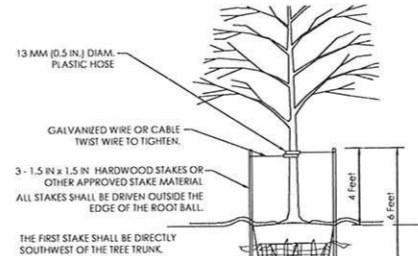 13 MM (0.5 IN.) DIAM.
PLASTIC HOSE
GALVANIZED WIRE OR CABLE
TWIST WIRE TO TIGHTEN.
3 - 1.5 IN x 1.5 IN HARDWOOD STAKES OR
OTHER APPROVED STAKE MATERIAL
ALL STAKES SHALL BE DRIVEN OUTSIDE THE
EDGE OF THE ROOT BALL.
THE FIRST STAKE SHALL BE DIRECTLY
SOUTHWEST OF THE TREE TRUNK.
4 Feet
6 Feet